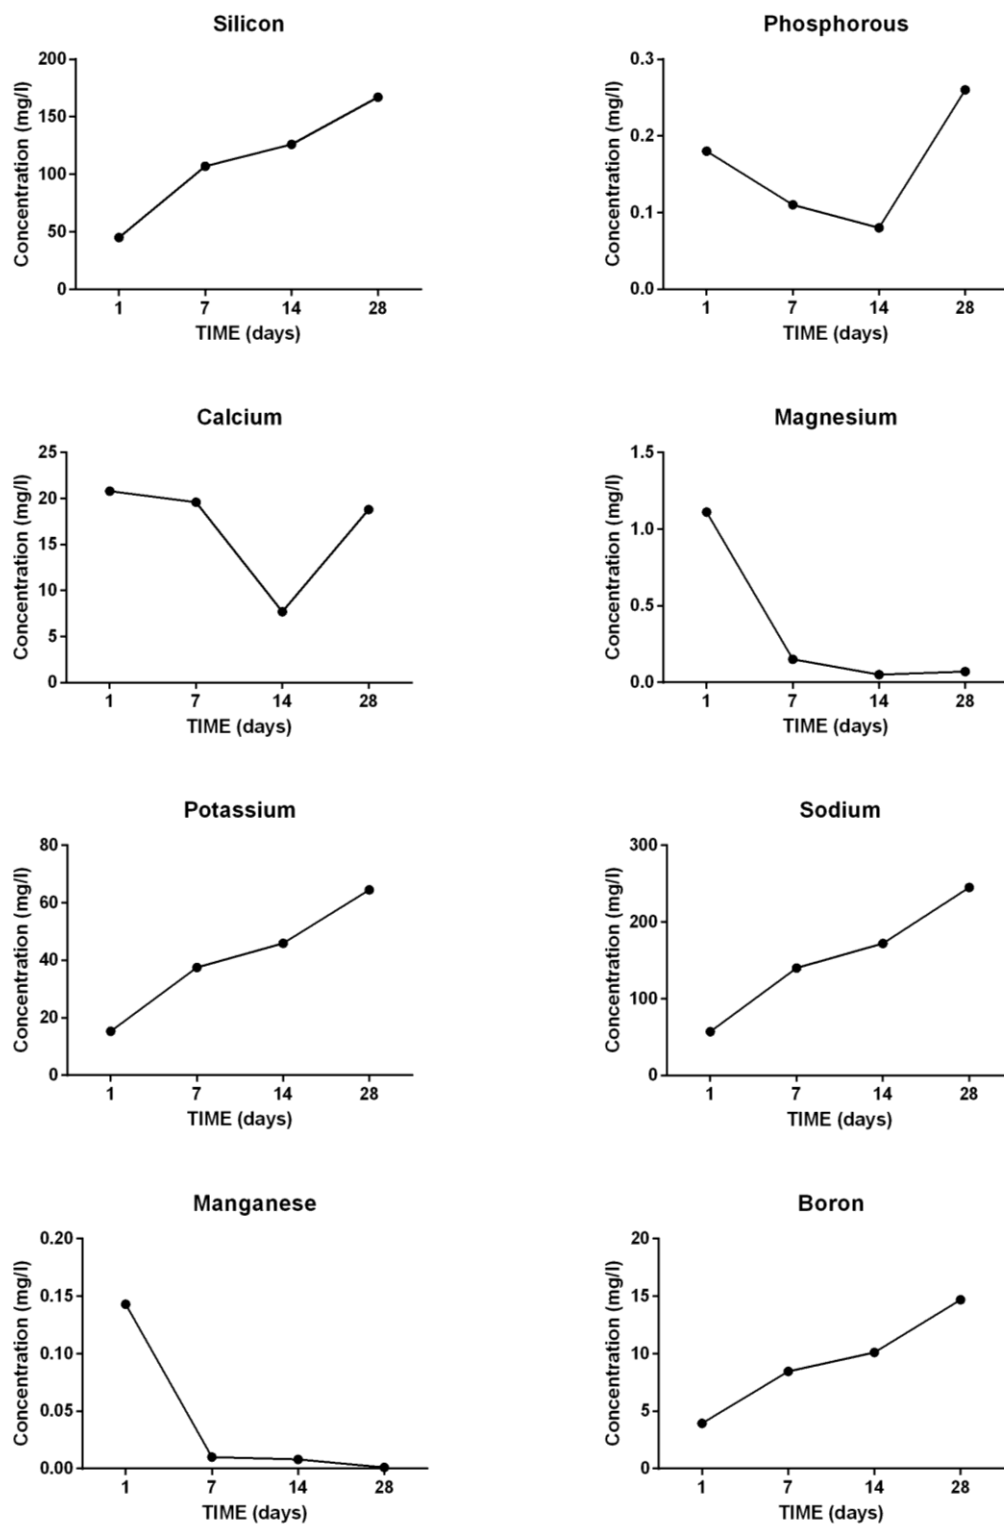 Silicon
200
150
100
50
0
Concentration (mg/l)
1 7 14 28
TIME (days)
Phosphorous
0.3
0.2
0.1
0.0
Concentration (mg/l)
1 7 14 28
TIME (days)
Calcium
25
20
15
10
5
0
Concentration (mg/l)
1 7 14 28
TIME (days)
Magnesium
1.5
1.0
0.5
0.0
Concentration (mg/l)
1 7 14 28
TIME (days)
Potassium
80
60
40
20
0
Concentration (mg/l)
1 7 14 28
TIME (days)
Sodium
300
200
100
0
Concentration (mg/l)
1 7 14 28
TIME (days)
Manganese
0.20
0.15
0.10
0.05
0.00
Concentration (mg/l)
1 7 14 28
TIME (days)
Boron
20
15
10
5
0
Concentration (mg/l)
1 7 14 28
TIME (days)